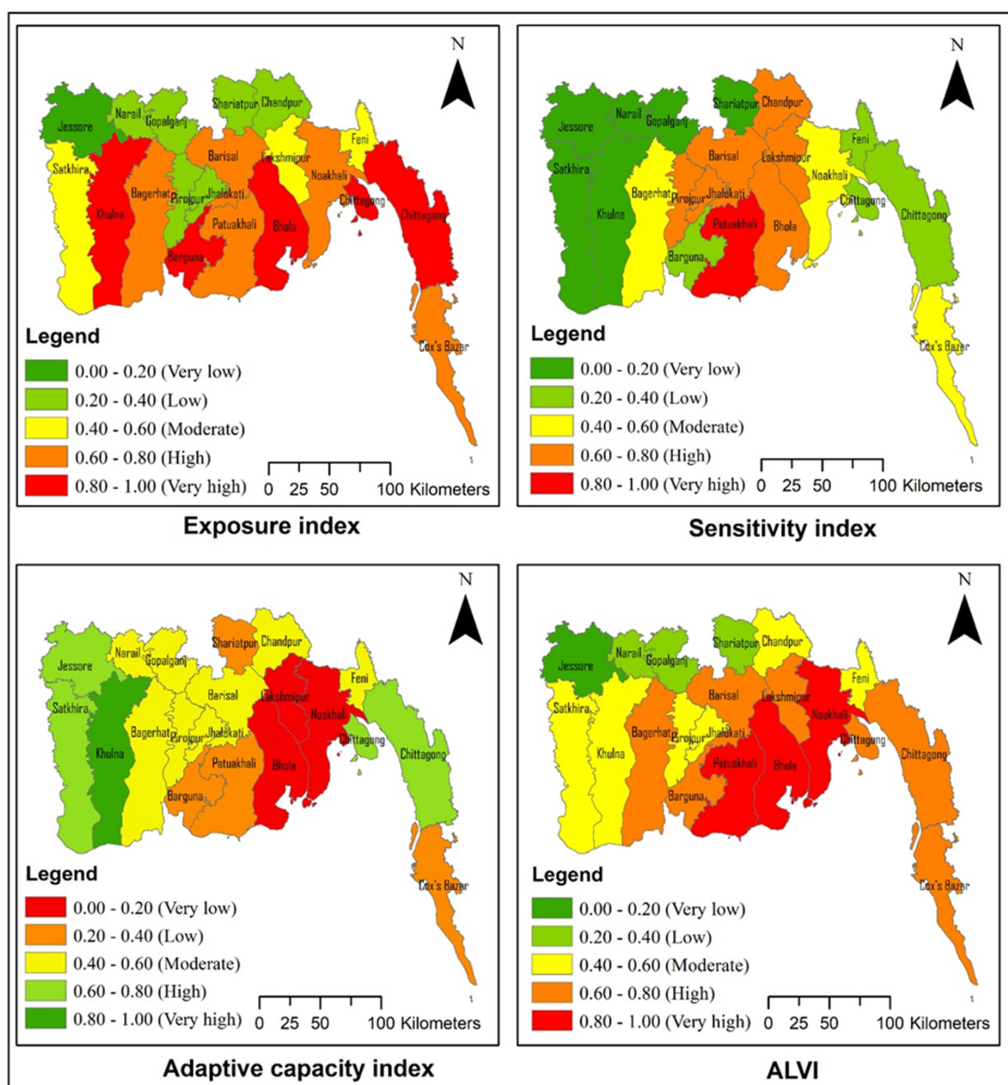 N
Jessore
Narail
Gopalganj
Shariatpur
Chandpur
Satkhira
Khulna
Bagerhat
Pirojpur
Jhalokati
Barisal
Lakshmipur
Noakhali
Feni
Barguna
Patuakhali
Bhola
Chittagong
Chittagong
Cox's Bazar
Legend
0.00 - 0.20 (Very low)
0.20 - 0.40 (Low)
0.40 - 0.60 (Moderate)
0.60 - 0.80 (High)
0.80 - 1.00 (Very high)
0 25 50 100 Kilometers
Exposure index
N
Jessore
Narail
Gopalganj
Shariatpur
Chandpur
Satkhira
Khulna
Bagerhat
Pirojpur
Jhalokati
Barisal
Lakshmipur
Noakhali
Feni
Barguna
Patuakhali
Bhola
Chittagong
Chittagong
Cox's Bazar
Legend
0.00 - 0.20 (Very low)
0.20 - 0.40 (Low)
0.40 - 0.60 (Moderate)
0.60 - 0.80 (High)
0.80 - 1.00 (Very high)
0 25 50 100 Kilometers
Sensitivity index
N
Jessore
Narail
Gopalganj
Shariatpur
Chandpur
Satkhira
Khulna
Bagerhat
Pirojpur
Jhalokati
Barisal
Lakshmipur
Noakhali
Feni
Barguna
Patuakhali
Bhola
Chittagong
Chittagong
Cox's Bazar
Legend
0.00 - 0.20 (Very low)
0.20 - 0.40 (Low)
0.40 - 0.60 (Moderate)
0.60 - 0.80 (High)
0.80 - 1.00 (Very high)
0 25 50 100 Kilometers
Adaptive capacity index
N
Jessore
Narail
Gopalganj
Shariatpur
Chandpur
Satkhira
Khulna
Bagerhat
Pirojpur
Jhalokati
Barisal
Lakshmipur
Noakhali
Feni
Barguna
Patuakhali
Bhola
Chittagong
Chittagong
Cox's Bazar
Legend
0.00 - 0.20 (Very low)
0.20 - 0.40 (Low)
0.40 - 0.60 (Moderate)
0.60 - 0.80 (High)
0.80 - 1.00 (Very high)
0 25 50 100 Kilometers
ALVI